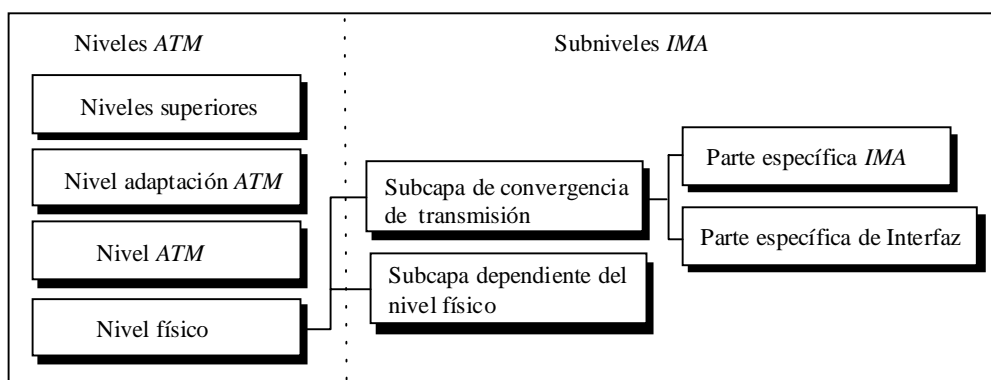 Niveles ATM
Subniveles IMA
Niveles superiores
Nivel adaptación ATM
Nivel ATM
Nivel físico
Subcapa de convergencia
de transmisión
Subcapa dependiente del
nivel físico
Parte específica IMA
Parte específica de Interfaz